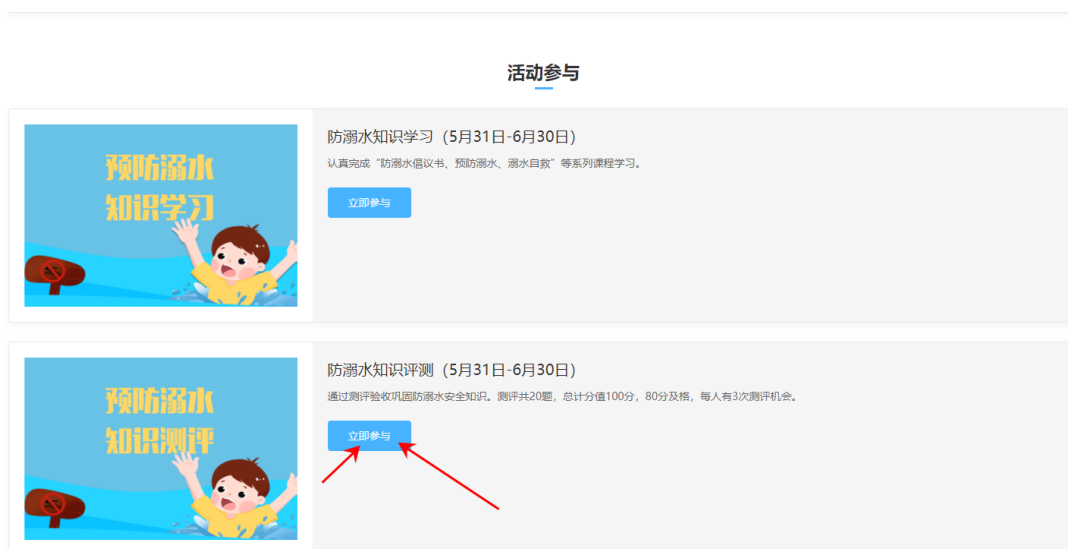 活动参与
预防溺水
知识学习
防溺水知识学习（5月31日-6月30日）
认真完成“防溺水倡议书、预防溺水、溺水自救”等系列课程学习。
立即参与
预防溺水
知识测评
防溺水知识评测（5月31日-6月30日）
通过测评验收巩固防溺水安全知识。测评共20题，总计分值100分，80分及格，每人有3次测评机会。
立即参与